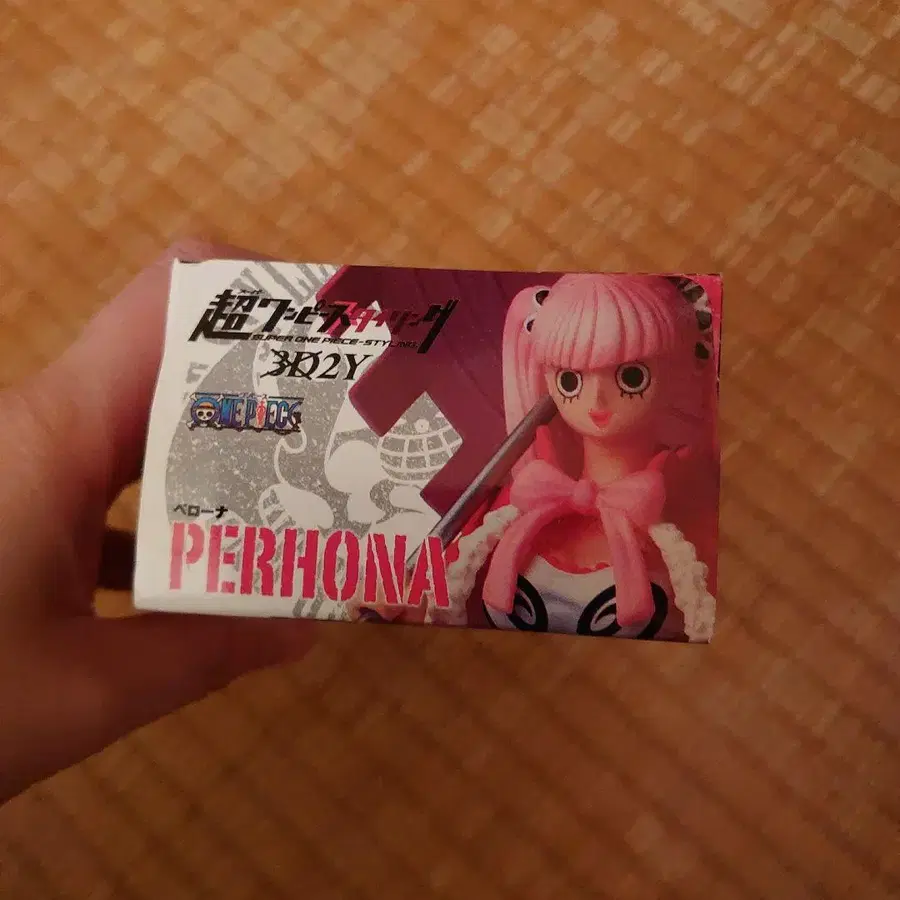 超ワンピーススタイリング
SUPER ONE PIECE-STYLING
3D2Y
ONE PIECE
ペローナ
PERHONA